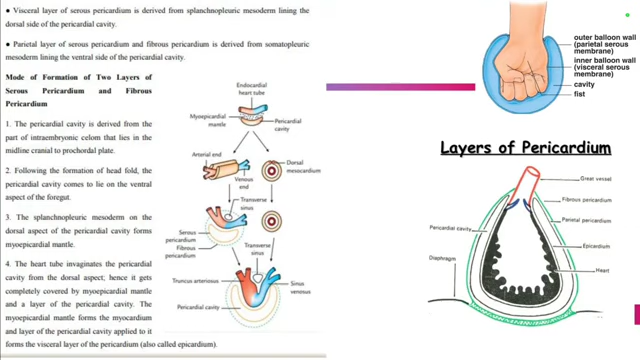 ● Visceral layer of serous pericardium is derived from splanchnopleuric mesoderm lining the
dorsal side of the pericardial cavity.
● Parietal layer of serous pericardium and fibrous pericardium is derived from somatopleuric
mesoderm lining the ventral side of the pericardial cavity.
Mode of Formation of Two Layers of
Serous Pericardium and Fibrous
Pericardium
1. The pericardial cavity is derived from the
part of intraembryonic celom that lies in the
midline cranial to prochordal plate.
2. Following the formation of head fold, the
pericardial cavity comes to lie on the ventral
aspect of the foregut.
3. The splanchnopleuric mesoderm on the
dorsal aspect of the pericardial cavity forms
myoepicardial mantle.
4. The heart tube invaginates the pericardial
cavity from the dorsal aspect; hence it gets
completely covered by myoepicardial mantle
and a layer of the pericardial cavity. The
myoepicardial mantle forms the myocardium
and layer of the pericardial cavity applied to it
forms the visceral layer of the pericardium (also called epicardium).
Endocardial
heart tube
Myoepicardial
mantle
Pericardial
cavity
Arterial end
Venous
end
Dorsal
mesocardium
Transverse
sinus
Serous
pericardium
Fibrous
pericardium
Transverse
sinus
Truncus arteriosus
Sinus
venosus
Pericardial cavity
outer balloon wall
(parietal serous
membrane)
inner balloon wall
(visceral serous
membrane)
cavity
fist
Layers of Pericardium
Great vessel
Fibrous pericardium
Parietal pericardium
Pericardial cavity
Epicardium
Diaphragm
Heart